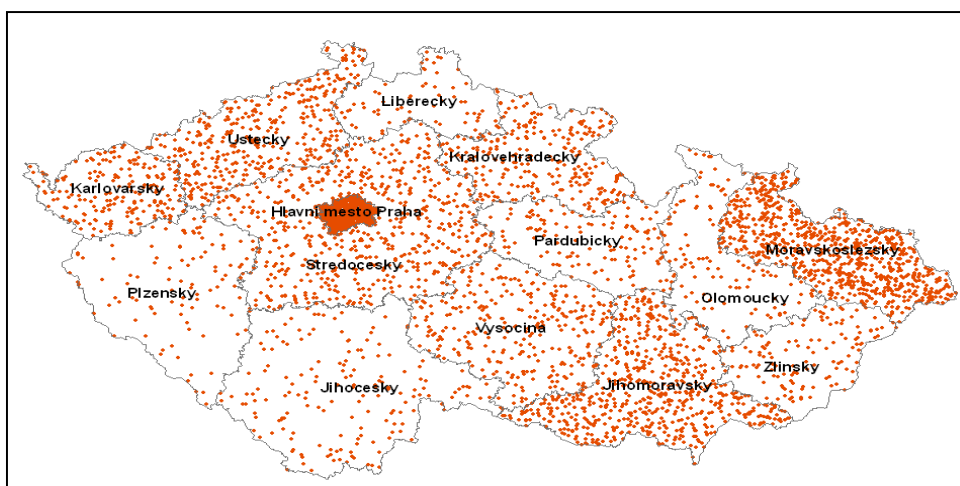 Liberecky
Ustecky
Kralovehradecky
Karlovarsky
Hlavni mesto Praha
Pardubicky
Moravskoslezsky
Stredocesky
Plzensky
Olomoucky
Vysocina
Zlinsky
Jihocesky
Jihomoravsky